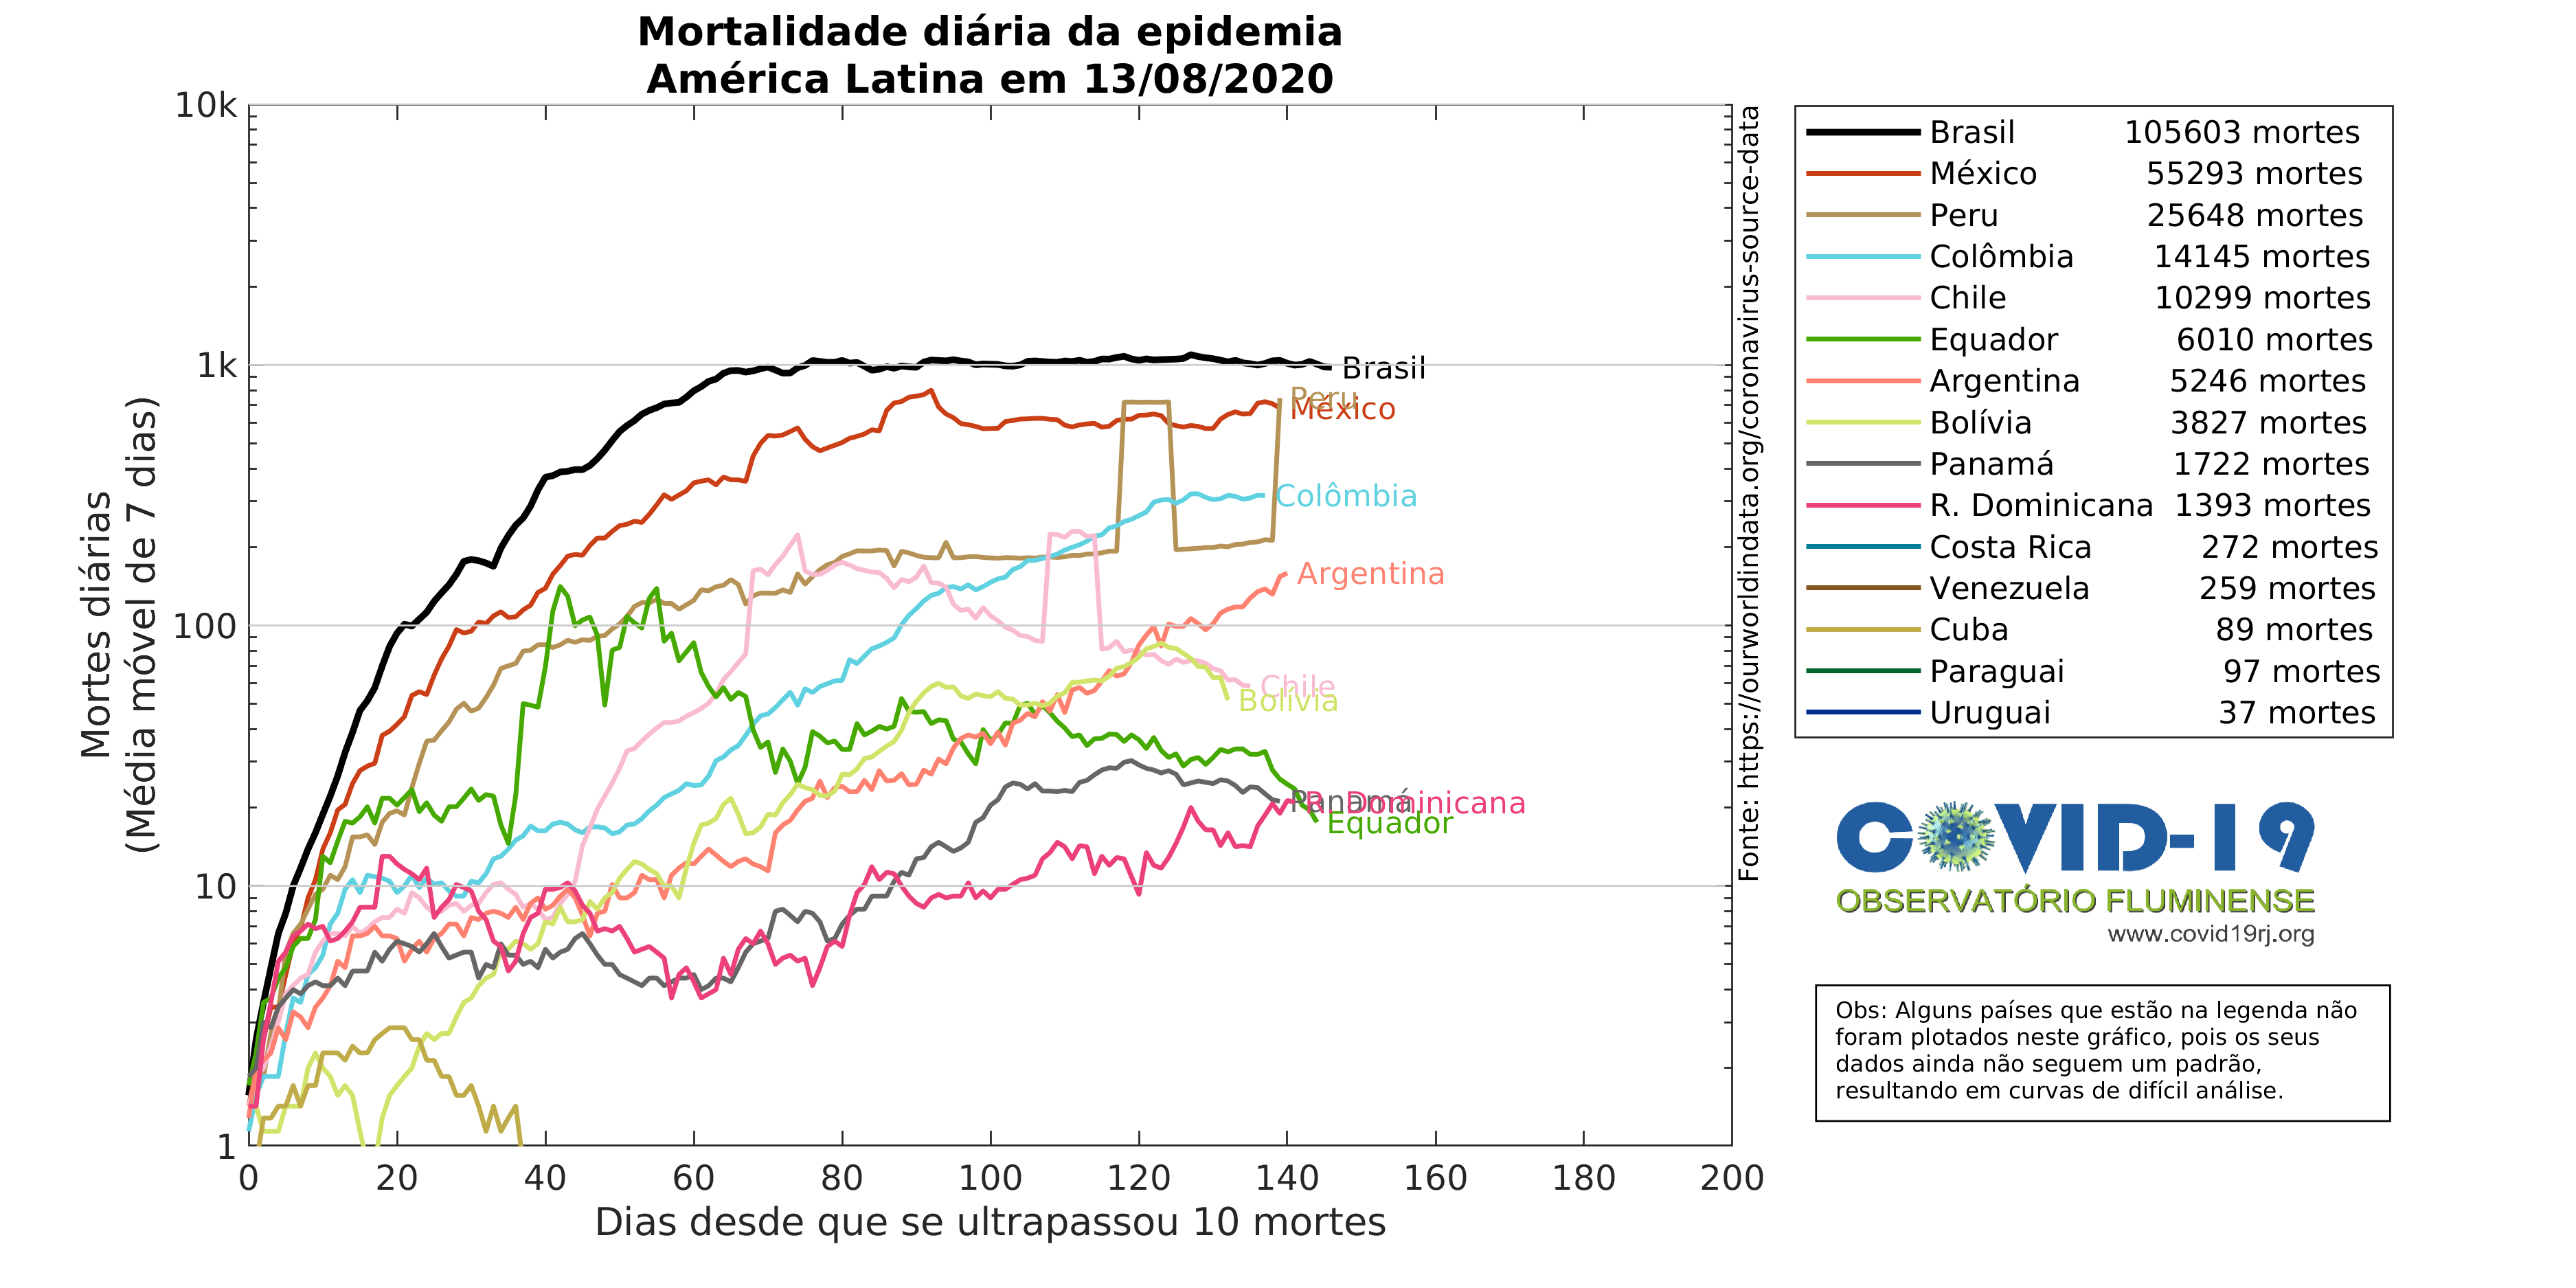 Mortalidade diária da epidemia
América Latina em 13/08/2020
Mortes diárias
(Média móvel de 7 dias)
10k
1k
100
10
1
0 20 40 60 80 100 120 140 160 180 200
Dias desde que se ultrapassou 10 mortes
Brasil
Peru
México
Colômbia
Argentina
Chile
Bolívia
Panamá
R. Dominicana
Equador
Fonte: https://ourworldindata.org/coronavirus-source-data
Brasil 105603 mortes
México 55293 mortes
Peru 25648 mortes
Colômbia 14145 mortes
Chile 10299 mortes
Equador 6010 mortes
Argentina 5246 mortes
Bolívia 3827 mortes
Panamá 1722 mortes
R. Dominicana 1393 mortes
Costa Rica 272 mortes
Venezuela 259 mortes
Cuba 89 mortes
Paraguai 97 mortes
Uruguai 37 mortes
COVID-19
OBSERVATÓRIO FLUMINENSE
www.covid19rj.org
Obs: Alguns países que estão na legenda não
foram plotados neste gráfico, pois os seus
dados ainda não seguem um padrão,
resultando em curvas de difícil análise.